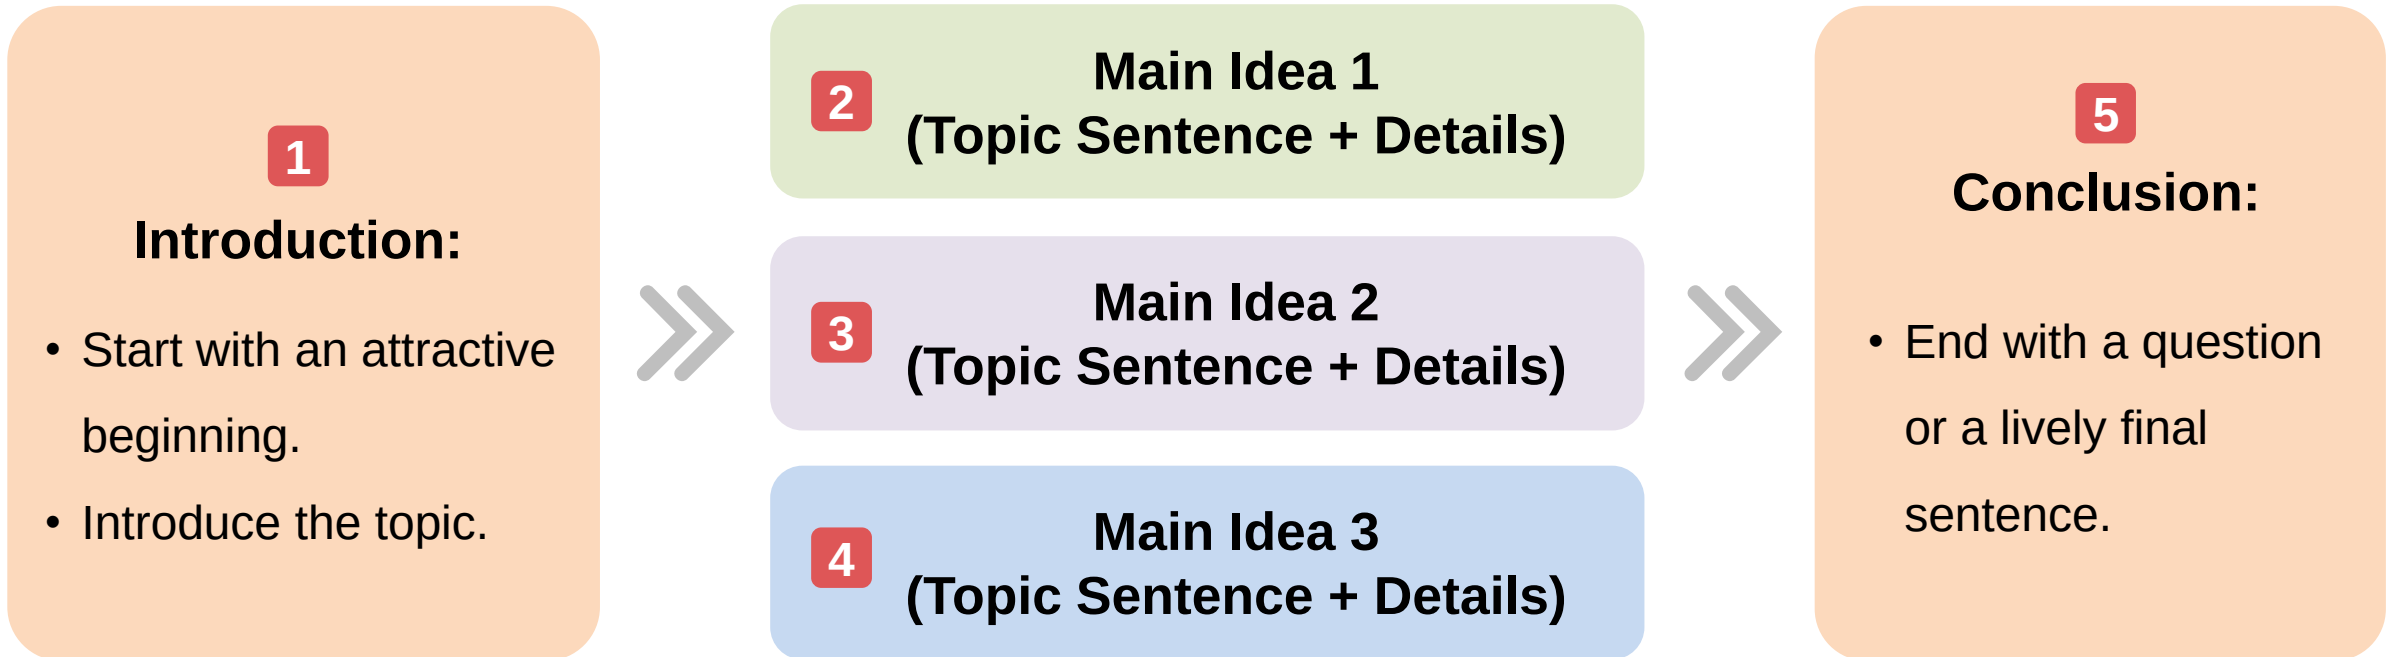 1
Introduction:
• Start with an attractive
beginning.
• Introduce the topic.
2
Main Idea 1
(Topic Sentence + Details)
3
Main Idea 2
(Topic Sentence + Details)
4
Main Idea 3
(Topic Sentence + Details)
5
Conclusion:
• End with a question
or a lively final
sentence.